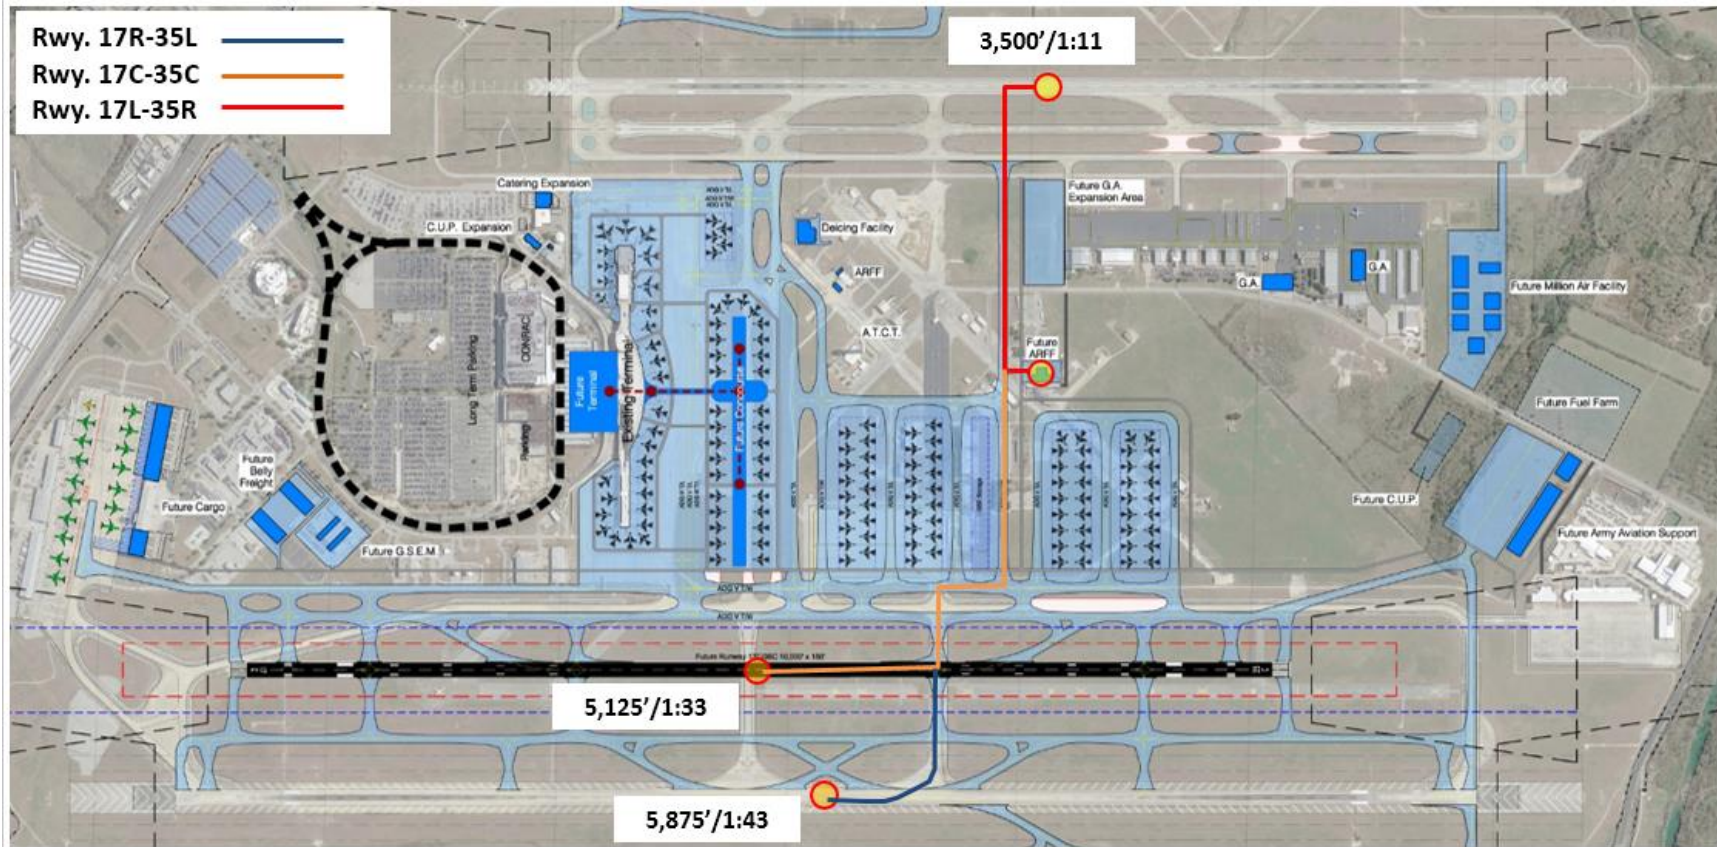 Rwy. 17R-35L
Rwy. 17C-35C
Rwy. 17L-35R
3,500’/1:11
Catering Expansion
C.U.P. Expansion
Deicing Facility
ARFF
A.T.C.T.
Future G.A.
Expansion Area
G.A.
G.A.
Future Million Air Facility
Future
ARFF
Long Term Parking
CONRAC
Parking
Future
Terminal
Existing Terminal
Future Concourse
Future Fuel Farm
Future C.U.P.
Future Army Aviation Support
Future
Belly
Freight
Future Cargo
Future G.S.E.M
ADG V T/W
ADG V T/W
5,125’/1:33
5,875’/1:43